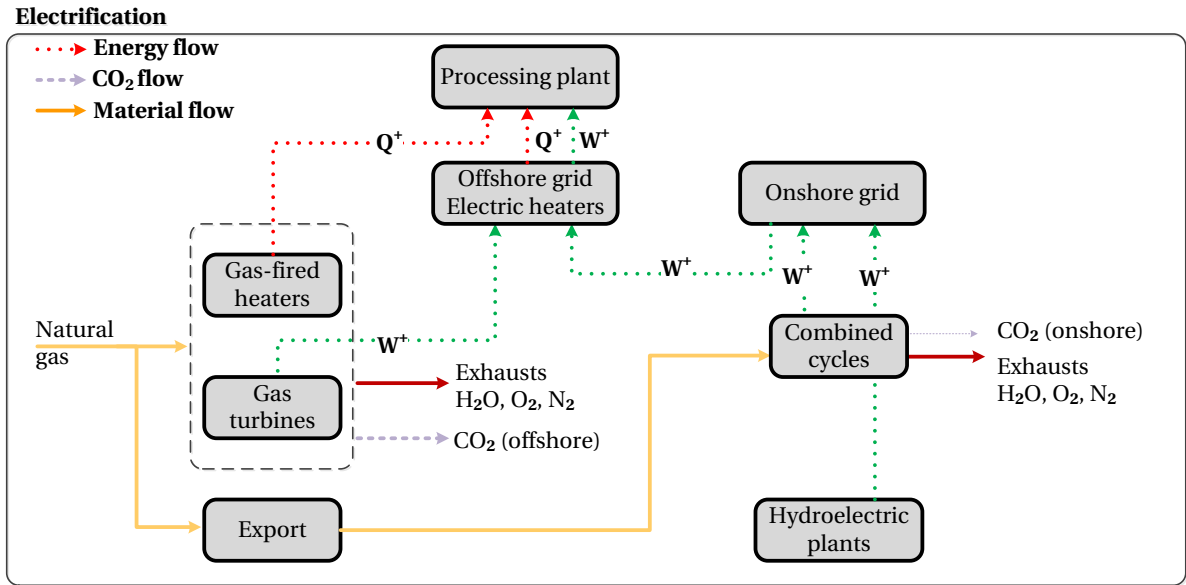 Electrification
Energy flow
CO₂ flow
Material flow
Processing plant
Q⁺
Q⁺
W⁺
Offshore grid
Electric heaters
Onshore grid
Gas-fired
heaters
W⁺
W⁺
W⁺
Natural
gas
W⁺
Combined
cycles
CO₂ (onshore)
Exhausts
H₂O, O₂, N₂
Gas
turbines
Exhausts
H₂O, O₂, N₂
CO₂ (offshore)
Export
Hydroelectric
plants